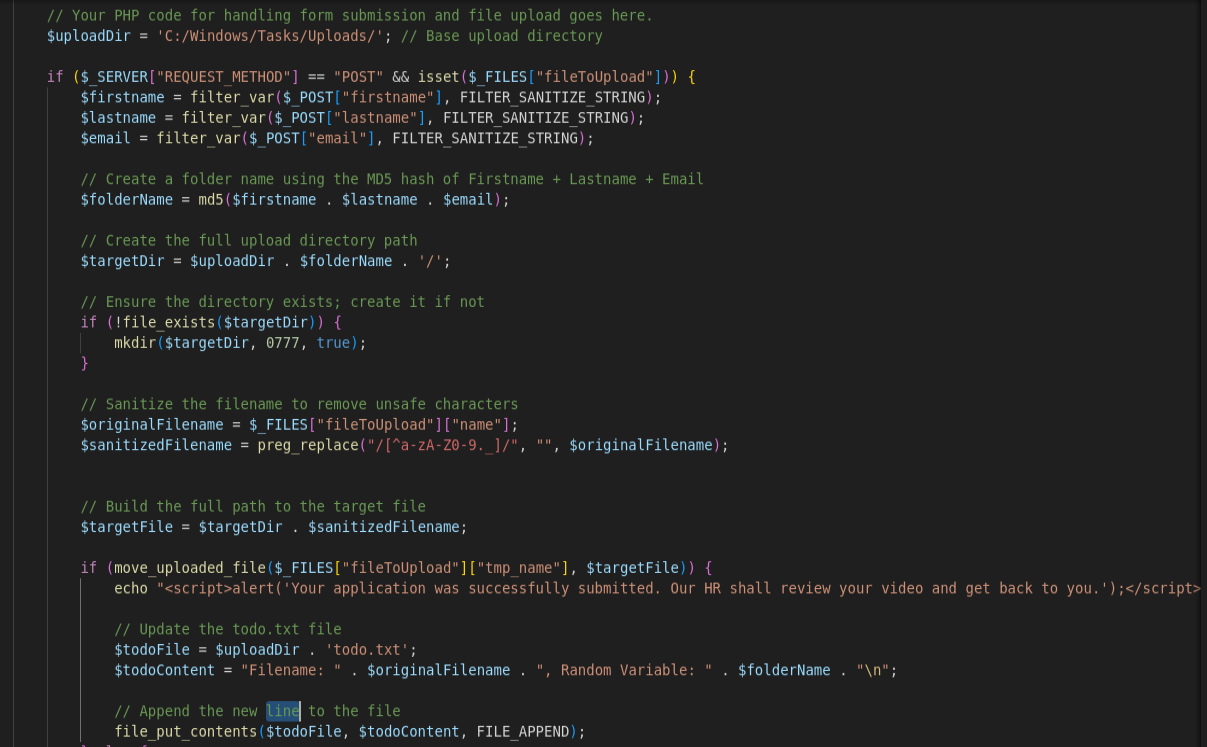 // Your PHP code for handling form submission and file upload goes here.
$uploadDir = 'C:/Windows/Tasks/Uploads/'; // Base upload directory
if ($_SERVER["REQUEST_METHOD"] == "POST" && isset($_FILES["fileToUpload"])) {
$firstname = filter_var($_POST["firstname"], FILTER_SANITIZE_STRING);
$lastname = filter_var($_POST["lastname"], FILTER_SANITIZE_STRING);
$email = filter_var($_POST["email"], FILTER_SANITIZE_STRING);
// Create a folder name using the MD5 hash of Firstname + Lastname + Email
$folderName = md5($firstname . $lastname . $email);
// Create the full upload directory path
$targetDir = $uploadDir . $folderName . '/';
// Ensure the directory exists; create it if not
if (!file_exists($targetDir)) {
mkdir($targetDir, 0777, true);
}
// Sanitize the filename to remove unsafe characters
$originalFilename = $_FILES["fileToUpload"]["name"];
$sanitizedFilename = preg_replace("/[^a-zA-Z0-9._]/", "", $originalFilename);
// Build the full path to the target file
$targetFile = $targetDir . $sanitizedFilename;
if (move_uploaded_file($_FILES["fileToUpload"]["tmp_name"], $targetFile)) {
echo "<script>alert('Your application was successfully submitted. Our HR shall review your video and get back to you.');</script>
// Update the todo.txt file
$todoFile = $uploadDir . 'todo.txt';
$todoContent = "Filename: " . $originalFilename . ", Random Variable: " . $folderName . "\n";
// Append the new line to the file
file_put_contents($todoFile, $todoContent, FILE_APPEND);